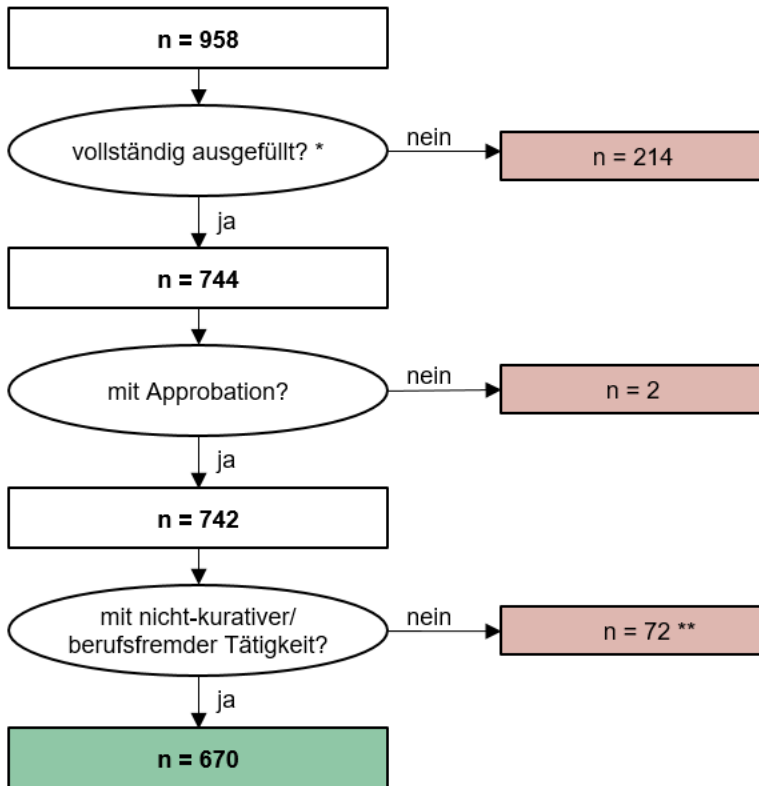 n = 958
vollständig ausgefüllt? *
nein
n = 214
ja
n = 744
mit Approbation?
nein
n = 2
ja
n = 742
mit nicht-kurativer/
berufsfremder Tätigkeit?
nein
n = 72 **
ja
n = 670